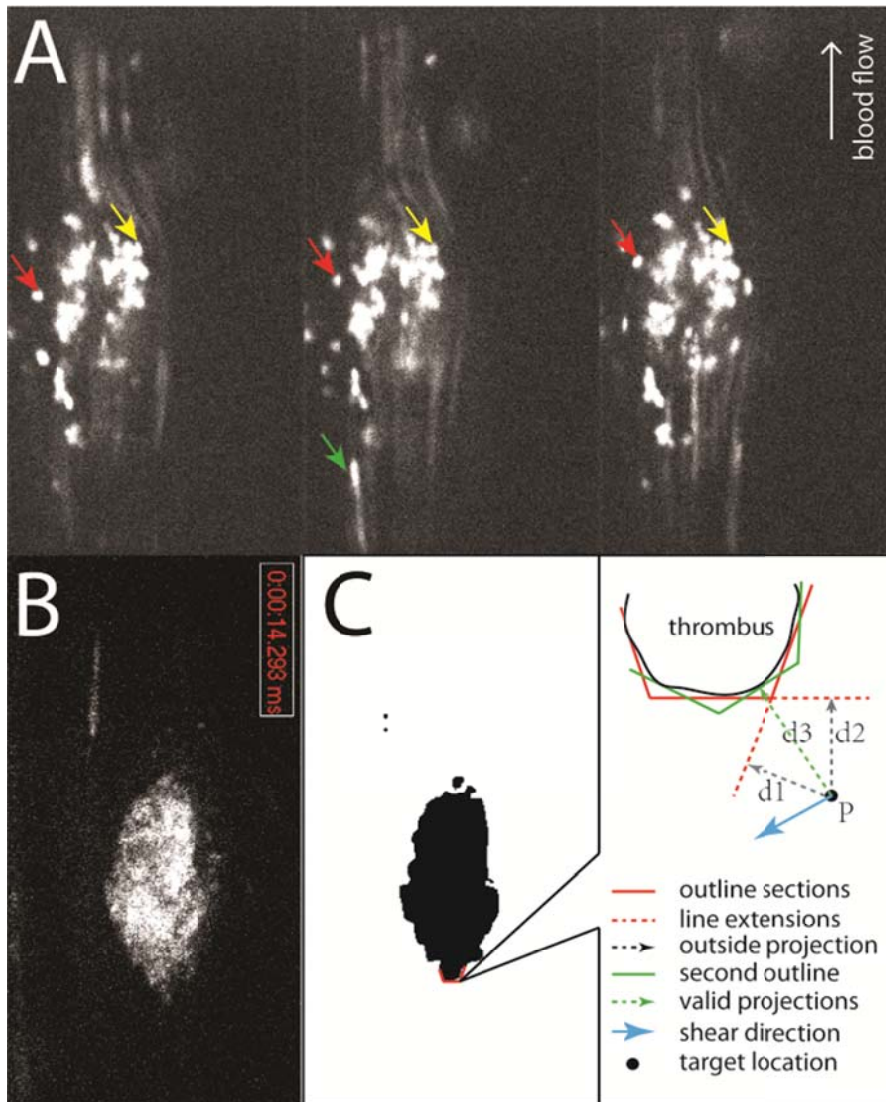 A
blood flow
B
0:00:14.293 ms
C
thrombus
d3
d2
d1
P
outline sections
line extensions
outside projection
second outline
valid projections
shear direction
target location